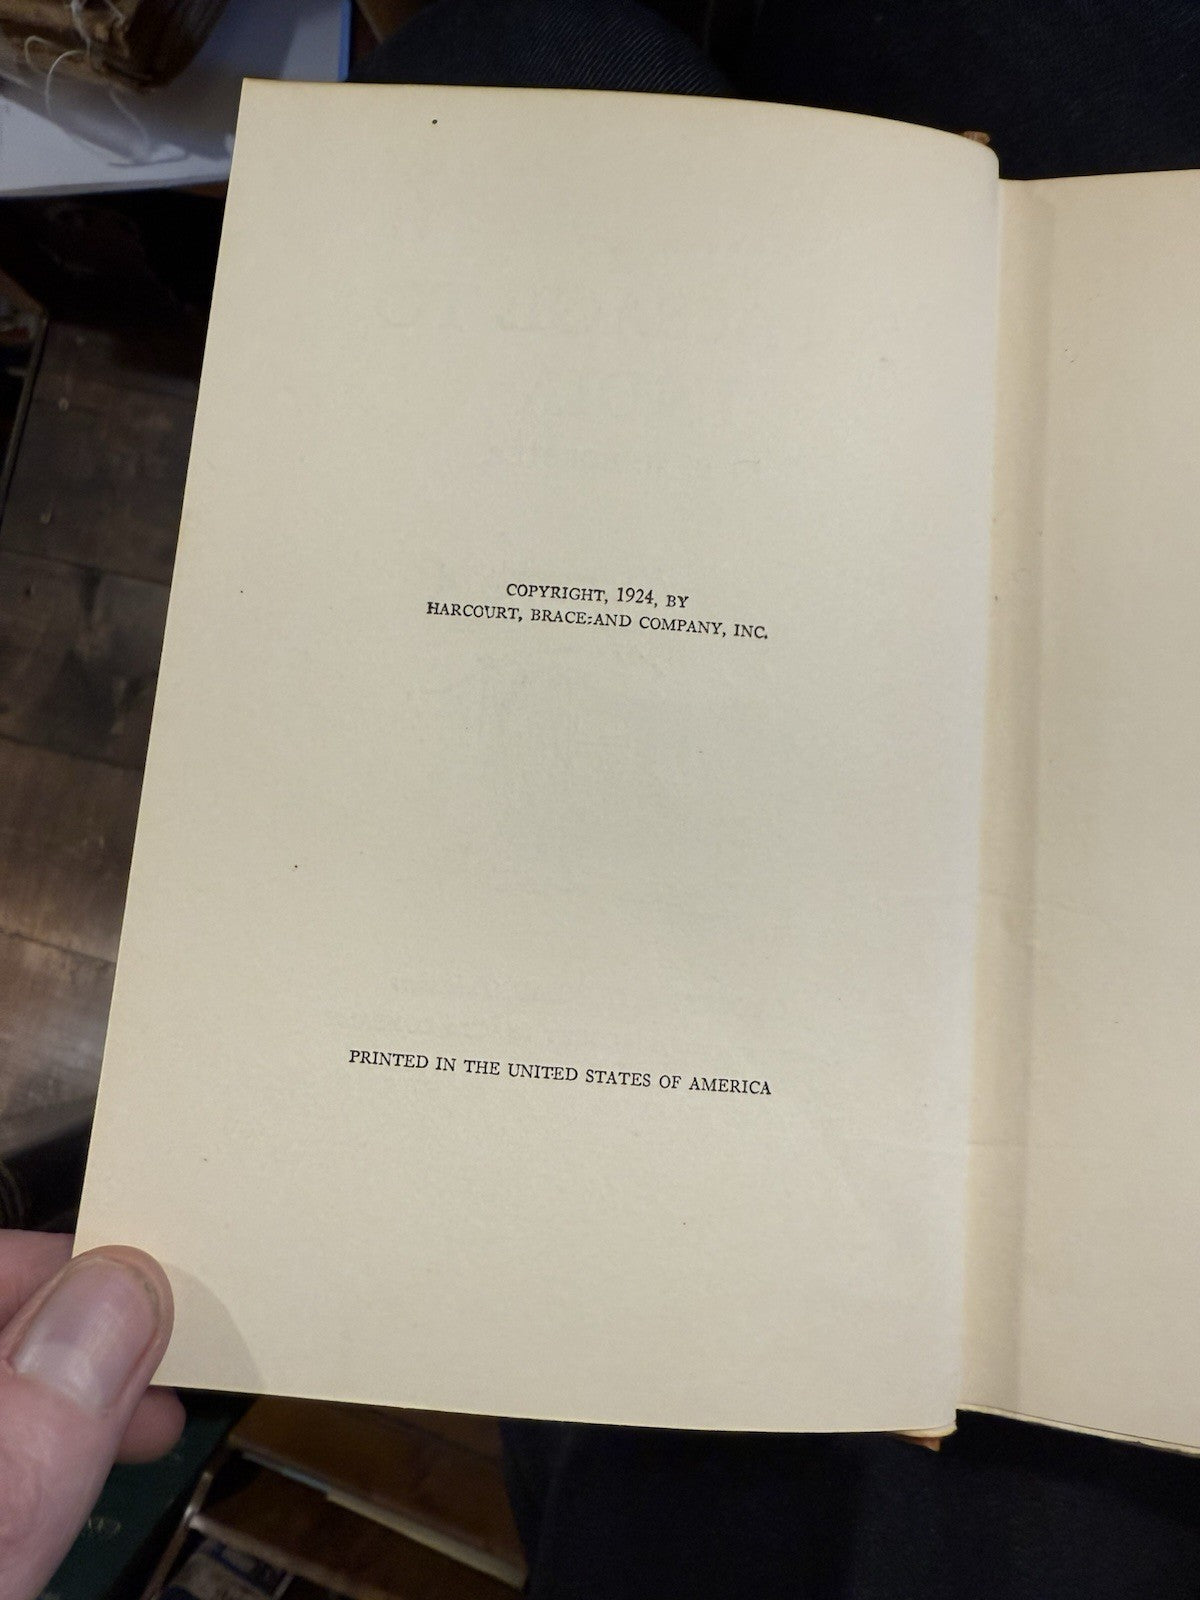 COPYRIGHT, 1924, BY
HARCOURT, BRACE AND COMPANY, INC.
PRINTED IN THE UNITED STATES OF AMERICA